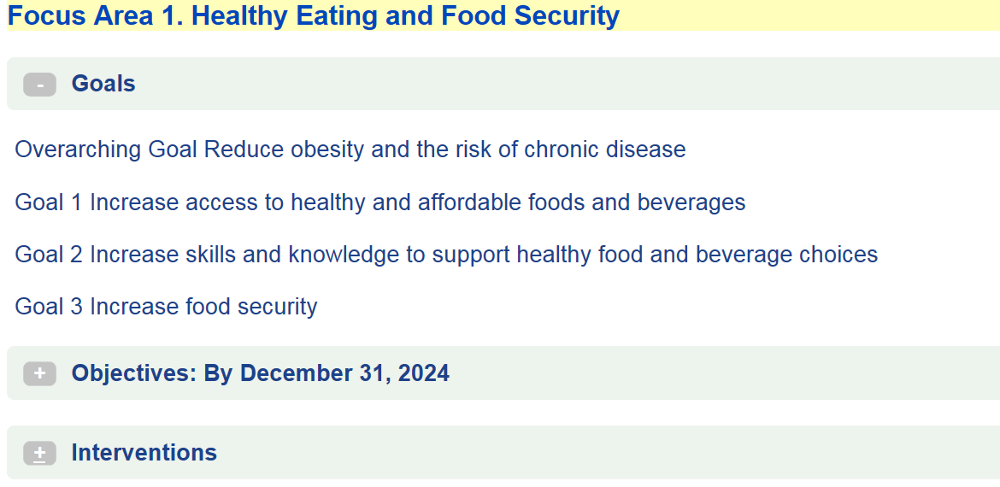 Focus Area 1. Healthy Eating and Food Security
- Goals
Overarching Goal Reduce obesity and the risk of chronic disease
Goal 1 Increase access to healthy and affordable foods and beverages
Goal 2 Increase skills and knowledge to support healthy food and beverage choices
Goal 3 Increase food security
+ Objectives: By December 31, 2024
+ Interventions